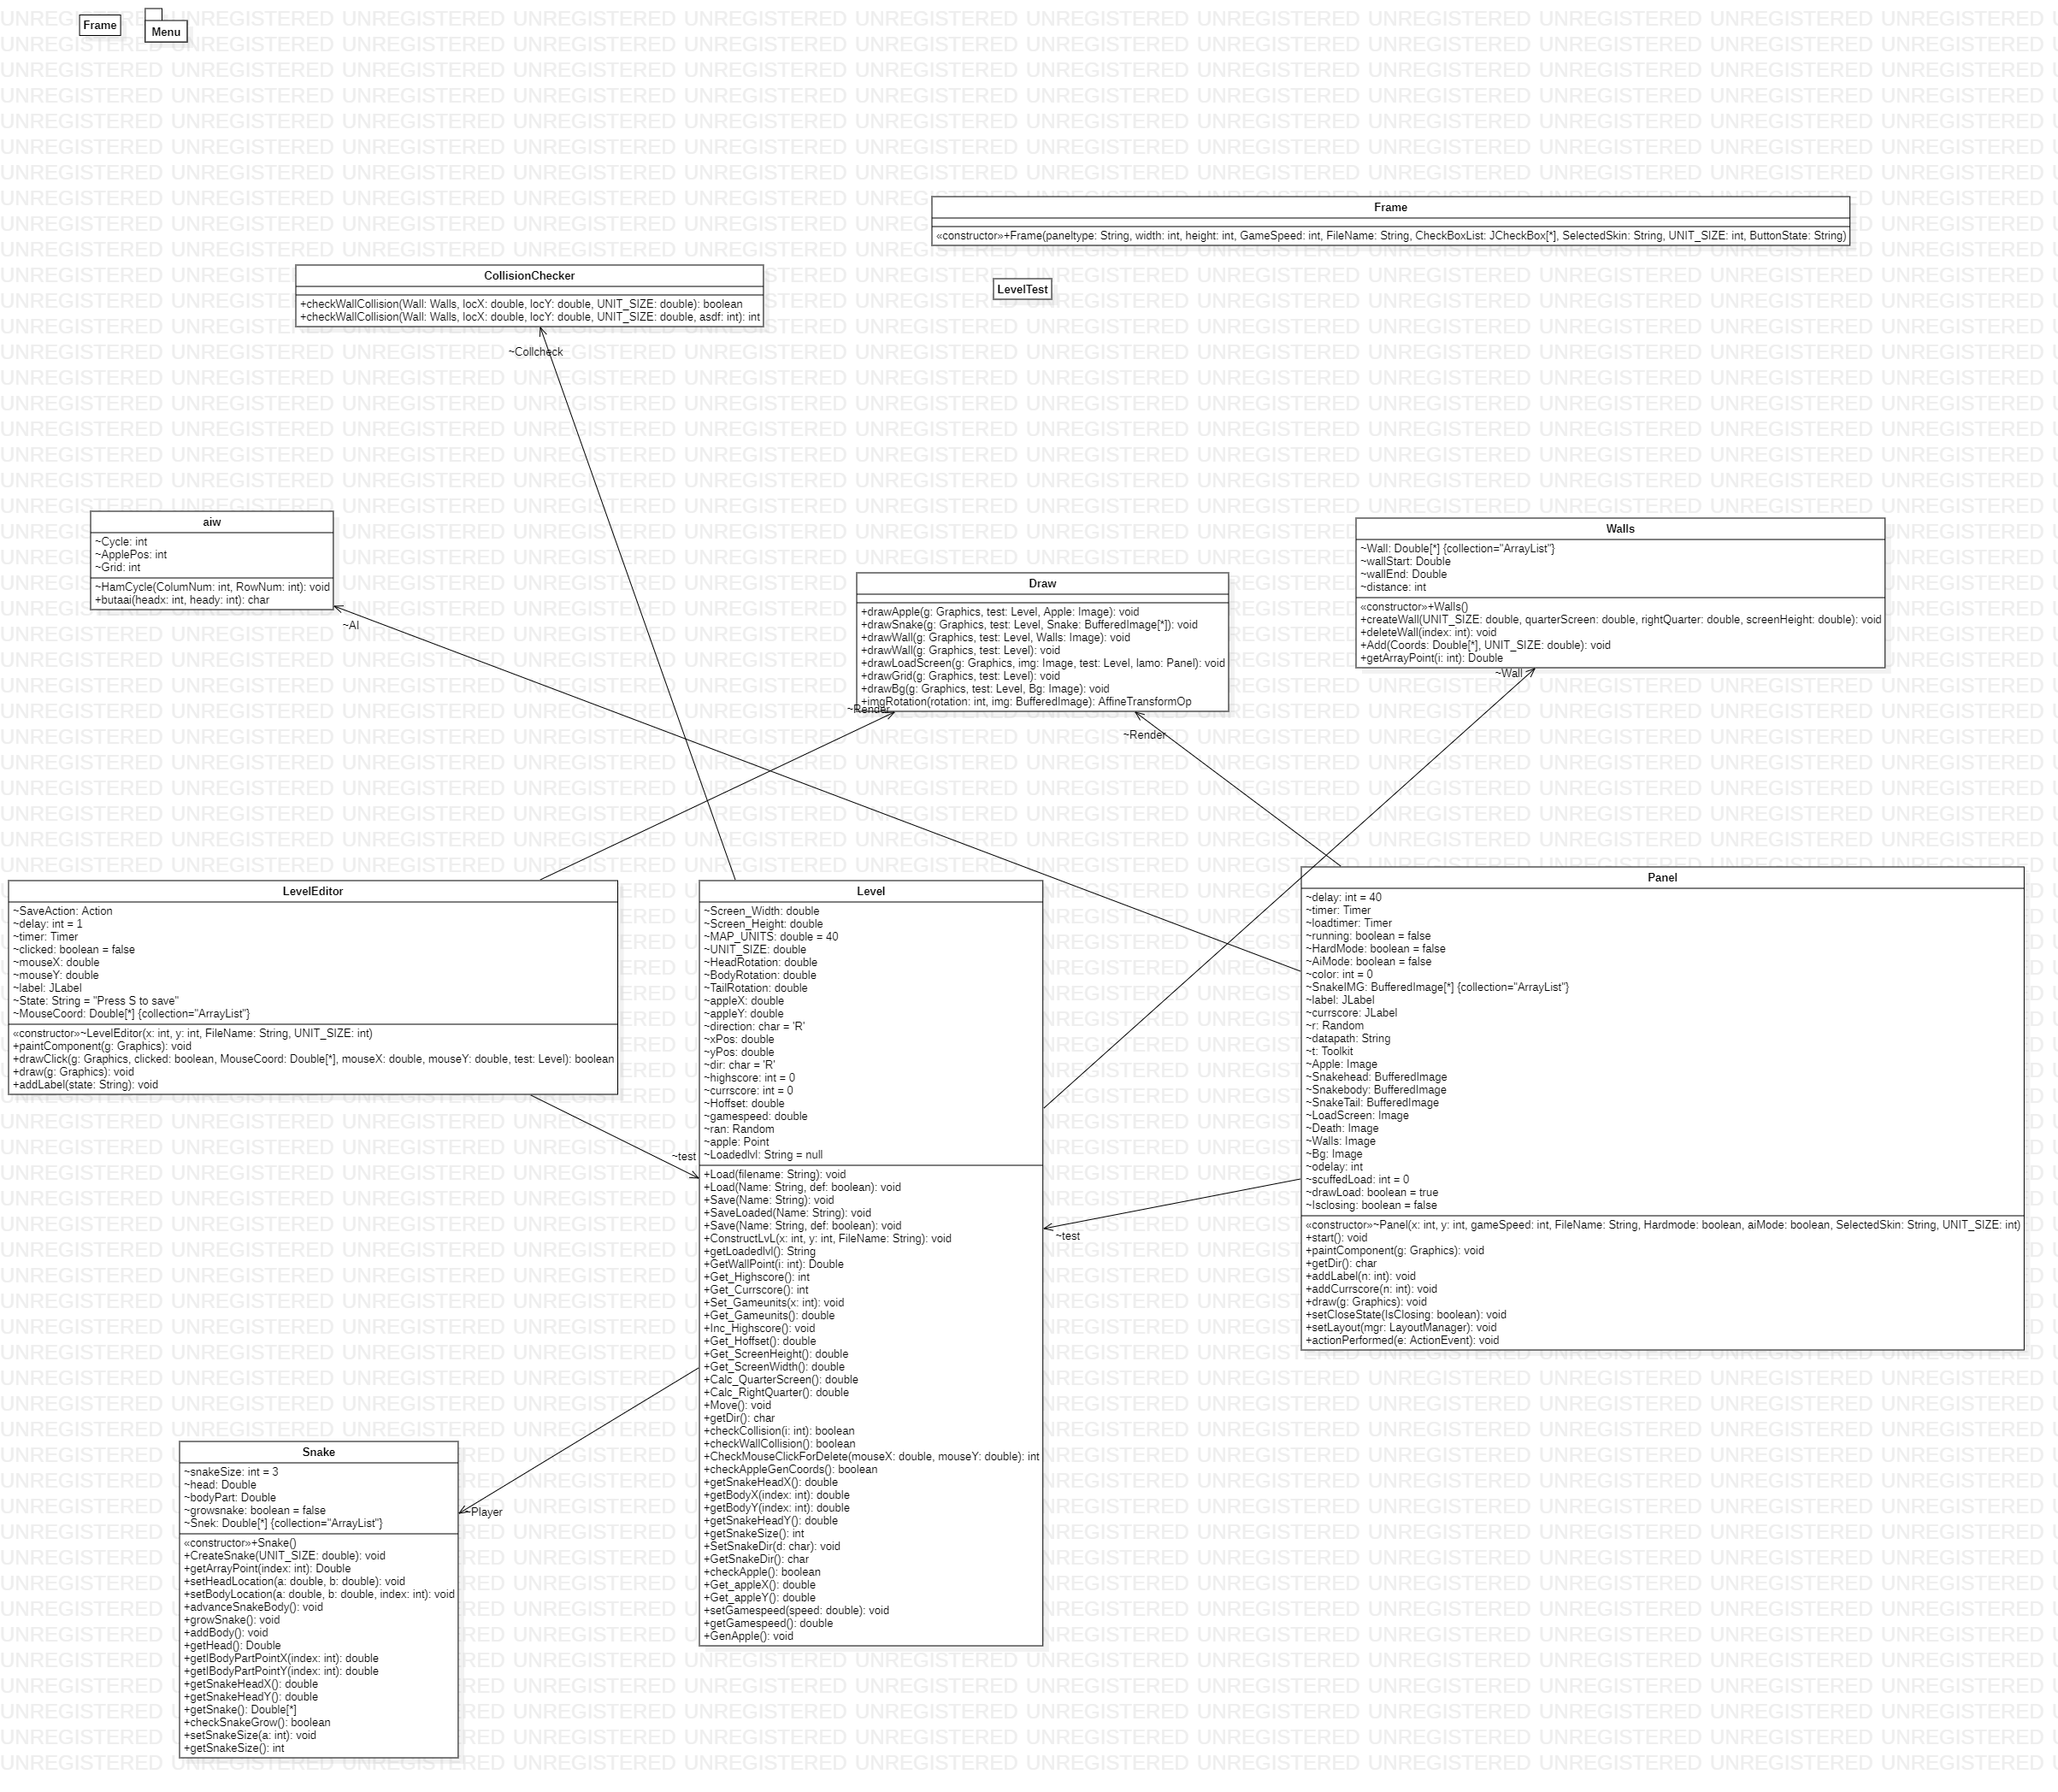 Frame
Menu
Frame
«constructor»+Frame(paneltype: String, width: int, height: int, GameSpeed: int, FileName: String, CheckBoxList: JCheckBox[*], SelectedSkin: String, UNIT_SIZE: int, ButtonState: String)
CollisionChecker
+checkWallCollision(Wall: Walls, locX: double, locY: double, UNIT_SIZE: double): boolean
+checkWallCollision(Wall: Walls, locX: double, locY: double, UNIT_SIZE: double, asdf: int): int
LevelTest
~Collcheck
aiw
~Cycle: int
~ApplePos: int
~Grid: int
~HamCycle(ColumNum: int, RowNum: int): void
+butaai(headx: int, heady: int): char
~AI
Draw
+drawApple(g: Graphics, test: Level, Apple: Image): void
+drawSnake(g: Graphics, test: Level, Snake: BufferedImage[*]): void
+drawWall(g: Graphics, test: Level, Walls: Image): void
+drawWall(g: Graphics, test: Level): void
+drawLoadScreen(g: Graphics, img: Image, test: Level, lamo: Panel): void
+drawGrid(g: Graphics, test: Level): void
+drawBg(g: Graphics, test: Level, Bg: Image): void
+imgRotation(rotation: int, img: BufferedImage): AffineTransformOp
~Render
~Render
Walls
~Wall: Double[*] {collection="ArrayList"}
~wallStart: Double
~wallEnd: Double
~distance: int
«constructor»+Walls()
+createWall(UNIT_SIZE: double, quarterScreen: double, rightQuarter: double, screenHeight: double): void
+deleteWall(index: int): void
+Add(Coords: Double[*], UNIT_SIZE: double): void
+getArrayPoint(i: int): Double
~Wall
LevelEditor
~SaveAction: Action
~delay: int = 1
~timer: Timer
~clicked: boolean = false
~mouseX: double
~mouseY: double
~label: JLabel
~State: String = "Press S to save"
~MouseCoord: Double[*] {collection="ArrayList"}
«constructor»~LevelEditor(x: int, y: int, FileName: String, UNIT_SIZE: int)
+paintComponent(g: Graphics): void
+drawClick(g: Graphics, clicked: boolean, MouseCoord: Double[*], mouseX: double, mouseY: double, test: Level): boolean
+draw(g: Graphics): void
+addLabel(state: String): void
~test
Level
~Screen_Width: double
~Screen_Height: double
~MAP_UNITS: double = 40
~UNIT_SIZE: double
~HeadRotation: double
~BodyRotation: double
~TailRotation: double
~appleX: double
~appleY: double
~direction: char = 'R'
~xPos: double
~yPos: double
~dir: char = 'R'
~highscore: int = 0
~currscore: int = 0
~Hoffset: double
~gamespeed: double
~ran: Random
~apple: Point
~Loadedlvl: String = null
+Load(filename: String): void
+Load(Name: String, def: boolean): void
+Save(Name: String): void
+SaveLoaded(Name: String): void
+Save(Name: String, def: boolean): void
+ConstructLvL(x: int, y: int, FileName: String): void
+getLoadedlvl(): String
+GetWallPoint(i: int): Double
+Get_Highscore(): int
+Get_Currscore(): int
+Set_Gameunits(x: int): void
+Get_Gameunits(): double
+Inc_Highscore(): void
+Get_Hoffset(): double
+Get_ScreenHeight(): double
+Get_ScreenWidth(): double
+Calc_QuarterScreen(): double
+Calc_RightQuarter(): double
+Move(): void
+getDir(): char
+checkCollision(i: int): boolean
+checkWallCollision(): boolean
+CheckMouseClickForDelete(mouseX: double, mouseY: double): int
+checkAppleGenCoords(): boolean
+getSnakeHeadX(): double
+getBodyX(index: int): double
+getBodyY(index: int): double
+getSnakeHeadY(): double
+getSnakeSize(): int
+SetSnakeDir(d: char): void
+GetSnakeDir(): char
+checkApple(): boolean
+Get_appleX(): double
+Get_appleY(): double
+setGamespeed(speed: double): void
+getGamespeed(): double
+GenApple(): void
~test
Panel
~delay: int = 40
~timer: Timer
~loadtimer: Timer
~running: boolean = false
~HardMode: boolean = false
~AiMode: boolean = false
~color: int = 0
~SnakeIMG: BufferedImage[*] {collection="ArrayList"}
~label: JLabel
~currscore: JLabel
~r: Random
~datapath: String
~t: Toolkit
~Apple: Image
~Snakehead: BufferedImage
~Snakebody: BufferedImage
~SnakeTail: BufferedImage
~LoadScreen: Image
~Death: Image
~Walls: Image
~Bg: Image
~odelay: int
~scuffedLoad: int = 0
~drawLoad: boolean = true
~Isclosing: boolean = false
«constructor»~Panel(x: int, y: int, gameSpeed: int, FileName: String, Hardmode: boolean, aiMode: boolean, SelectedSkin: String, UNIT_SIZE: int)
+start(): void
+paintComponent(g: Graphics): void
+getDir(): char
+addLabel(n: int): void
+addCurrscore(n: int): void
+draw(g: Graphics): void
+setCloseState(IsClosing: boolean): void
+setLayout(mgr: LayoutManager): void
+actionPerformed(e: ActionEvent): void
Snake
~snakeSize: int = 3
~head: Double
~bodyPart: Double
~growsnake: boolean = false
~Snek: Double[*] {collection="ArrayList"}
«constructor»+Snake()
+CreateSnake(UNIT_SIZE: double): void
+getArrayPoint(index: int): Double
+setHeadLocation(a: double, b: double): void
+setBodyLocation(a: double, b: double, index: int): void
+advanceSnakeBody(): void
+growSnake(): void
+addBody(): void
+getHead(): Double
+getIBodyPartPointX(index: int): double
+getIBodyPartPointY(index: int): double
+getSnakeHeadX(): double
+getSnakeHeadY(): double
+getSnake(): Double[*]
+checkSnakeGrow(): boolean
+setSnakeSize(a: int): void
+getSnakeSize(): int
~Player